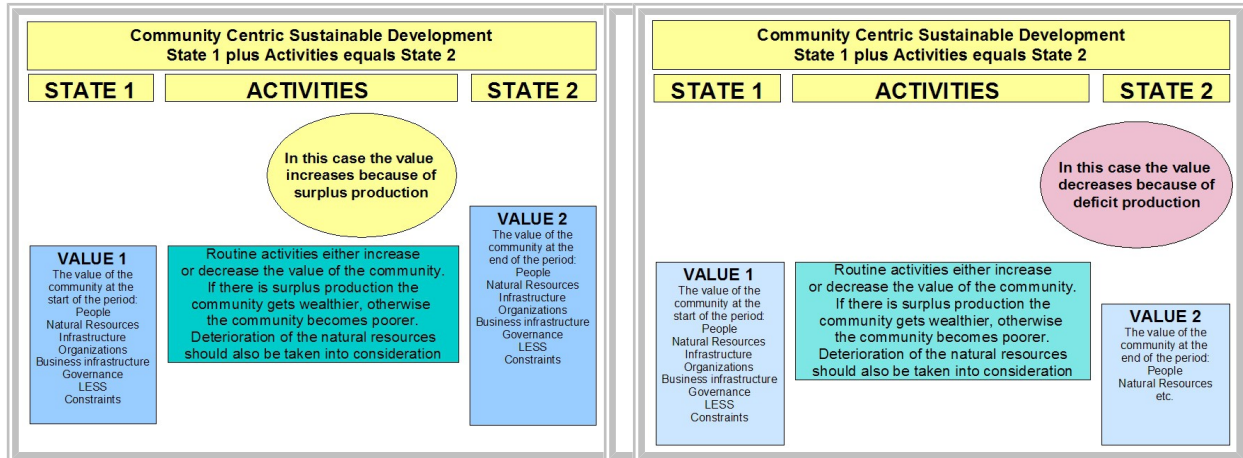 Community Centric Sustainable Development
State 1 plus Activities equals State 2
STATE 1
ACTIVITIES
STATE 2
In this case the value
increases because of
surplus production
VALUE 1
The value of the
community at the
start of the period:
People
Natural Resources
Infrastructure
Organizations
Business infrastructure
Governance
LESS
Constraints
Routine activities either increase
or decrease the value of the community.
If there is surplus production the
community gets wealthier, otherwise
the community becomes poorer.
Deterioration of the natural resources
should also be taken into consideration
VALUE 2
The value of the
community at the
end of the period:
People
Natural Resources
Infrastructure
Organizations
Business infrastructure
Governance
LESS
Constraints
Community Centric Sustainable Development
State 1 plus Activities equals State 2
STATE 1
ACTIVITIES
STATE 2
In this case the value
decreases because of
deficit production
VALUE 1
The value of the
community at the
start of the period:
People
Natural Resources
Infrastructure
Organizations
Business infrastructure
Governance
LESS
Constraints
Routine activities either increase
or decrease the value of the community.
If there is surplus production the
community gets wealthier, otherwise
the community becomes poorer.
Deterioration of the natural resources
should also be taken into consideration
VALUE 2
The value of the
community at the
end of the period:
People
Natural Resources
etc.